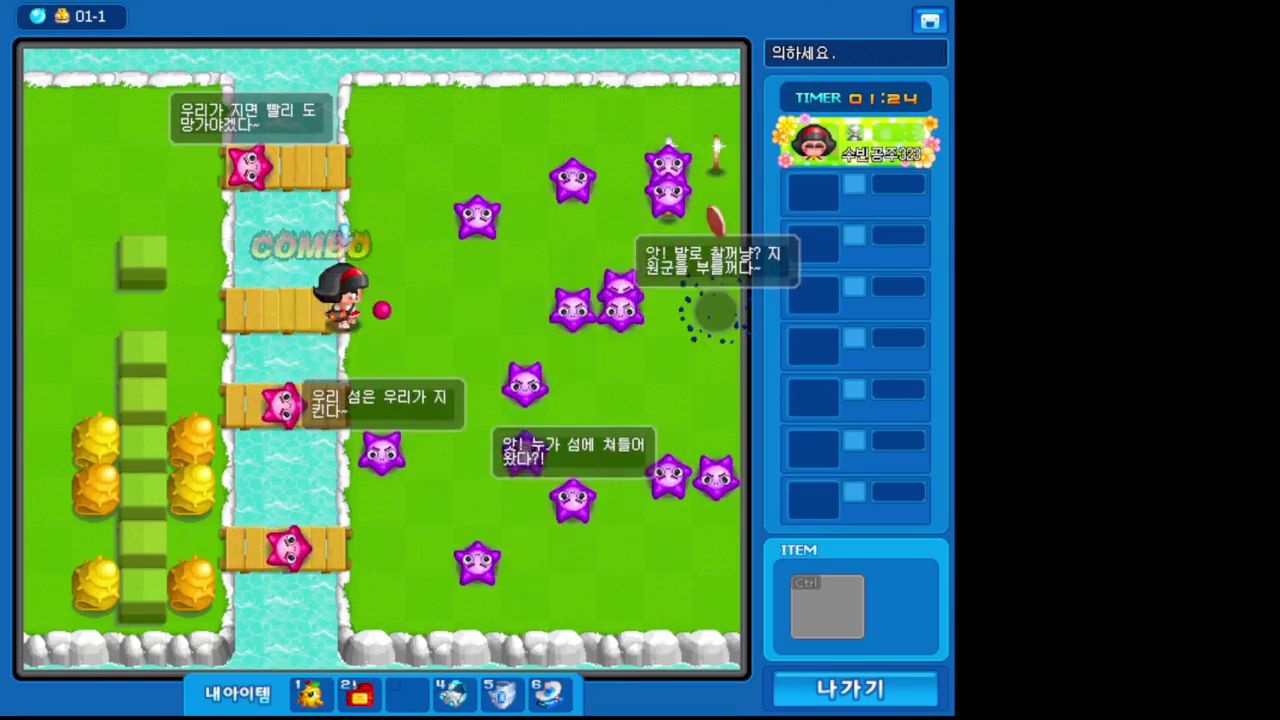 01-1
의하세요.
TIMER 01:24
수빈공주023
우리가 지면 빨리 도
망가야겠다~
COMBO
앗! 발로 찰꺼냥? 지
원군들 부를꺼다~
우리 섬은 우리가 지
킨다~
앗! 누가 섬에 쳐들어
왔다?!
ITEM
Ctrl
내아이템
1
2
4
5
6
나가기